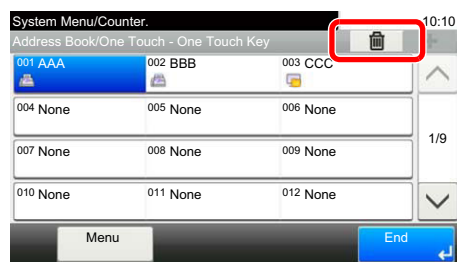 System Menu/Counter. 10:10
Address Book/One Touch - One Touch Key
001 AAA 002 BBB 003 CCC
004 None 005 None 006 None
1/9
007 None 008 None 009 None
010 None 011 None 012 None
Menu End